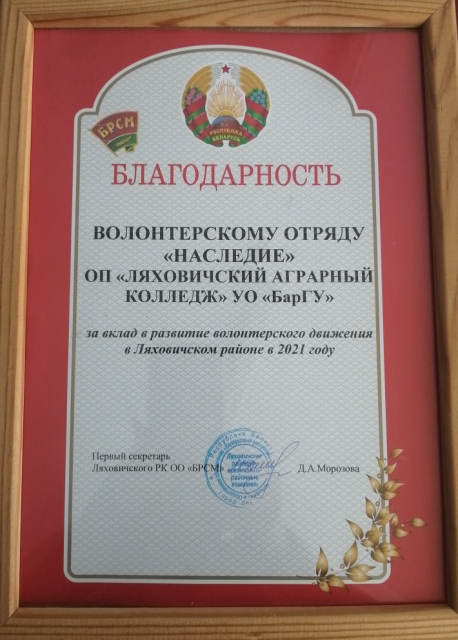 БРСМ
РЕСПУБЛИКА
БЕЛАРУСЬ
БЛАГОДАРНОСТЬ
ВОЛОНТЕРСКОМУ ОТРЯДУ
«НАСЛЕДИЕ»
ОП «ЛЯХОВИЧСКИЙ АГРАРНЫЙ
КОЛЛЕДЖ» УО «БарГУ»
за вклад в развитие волонтерского движения
в Ляховичском районе в 2021 году
Первый секретарь
Ляховичского РК ОО «БРСМ»
Д.А.Морозова